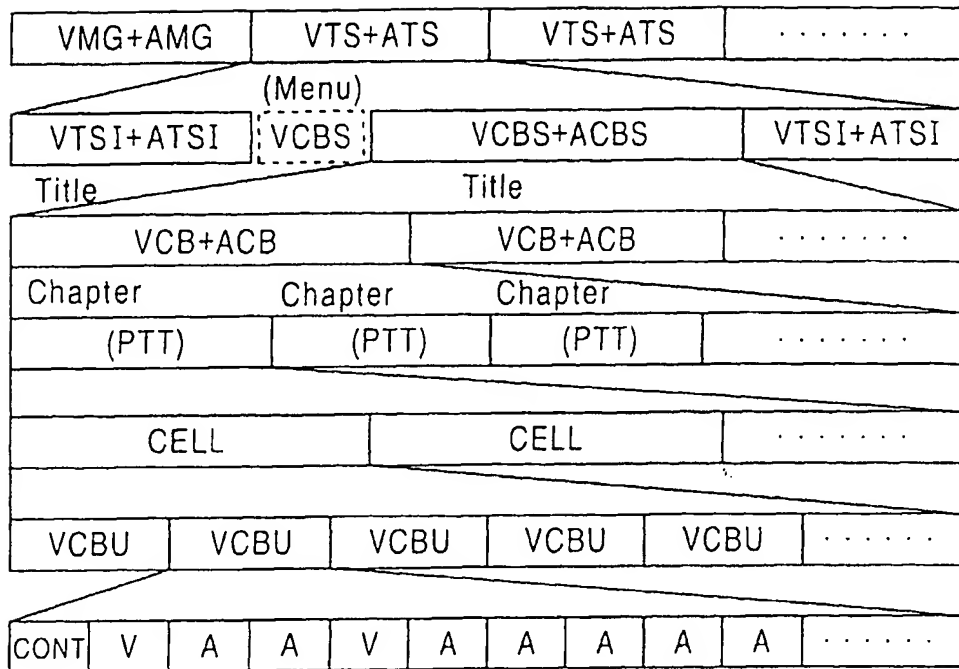 VMG+AMG VTS+ATS VTS+ATS ·······
(Menu)
VTSI+ATSI VCBS VCBS+ACBS VTSI+ATSI
Title Title
VCB+ACB VCB+ACB ·······
Chapter Chapter Chapter
(PTT) (PTT) (PTT) ·······
CELL CELL ·······
VCBU VCBU VCBU VCBU VCBU ······
CONT V A A V A A A A A ······